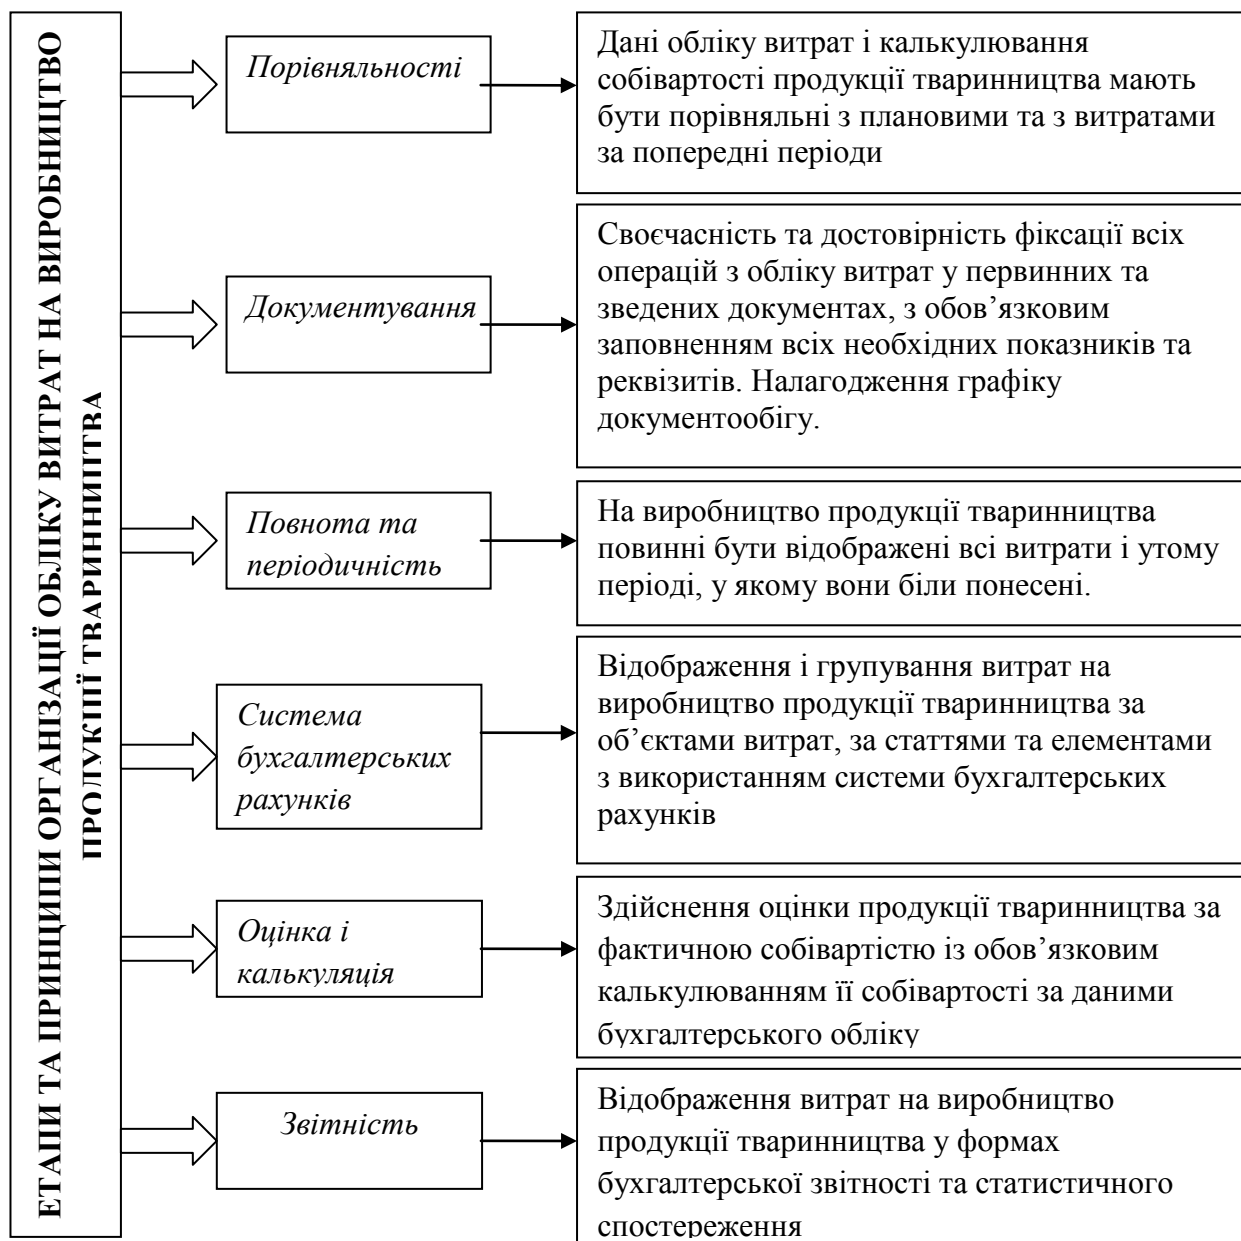 ЕТАПИ ТА ПРИНЦИПИ ОРГАНІЗАЦІЇ ОБЛІКУ ВИТРАТ НА ВИРОБНИЦТВО
ПРОДУКЦІЇ ТВАРИННИЦТВА
Порівняльності
Дані обліку витрат і калькулювання
собівартості продукції тваринництва мають
бути порівняльні з плановими та з витратами
за попередні періоди
Документування
Своєчасність та достовірність фіксації всіх
операцій з обліку витрат у первинних та
зведених документах, з обов’язковим
заповненням всіх необхідних показників та
реквізитів. Налагодження графіку
документообігу.
Повнота та
періодичність
На виробництво продукції тваринництва
повинні бути відображені всі витрати і утому
періоді, у якому вони біли понесені.
Система
бухгалтерських
рахунків
Відображення і групування витрат на
виробництво продукції тваринництва за
об’єктами витрат, за статтями та елементами
з використанням системи бухгалтерських
рахунків
Оцінка і
калькуляція
Здійснення оцінки продукції тваринництва за
фактичною собівартістю із обов’язковим
калькулюванням її собівартості за даними
бухгалтерського обліку
Звітність
Відображення витрат на виробництво
продукції тваринництва у формах
бухгалтерської звітності та статистичного
спостереження